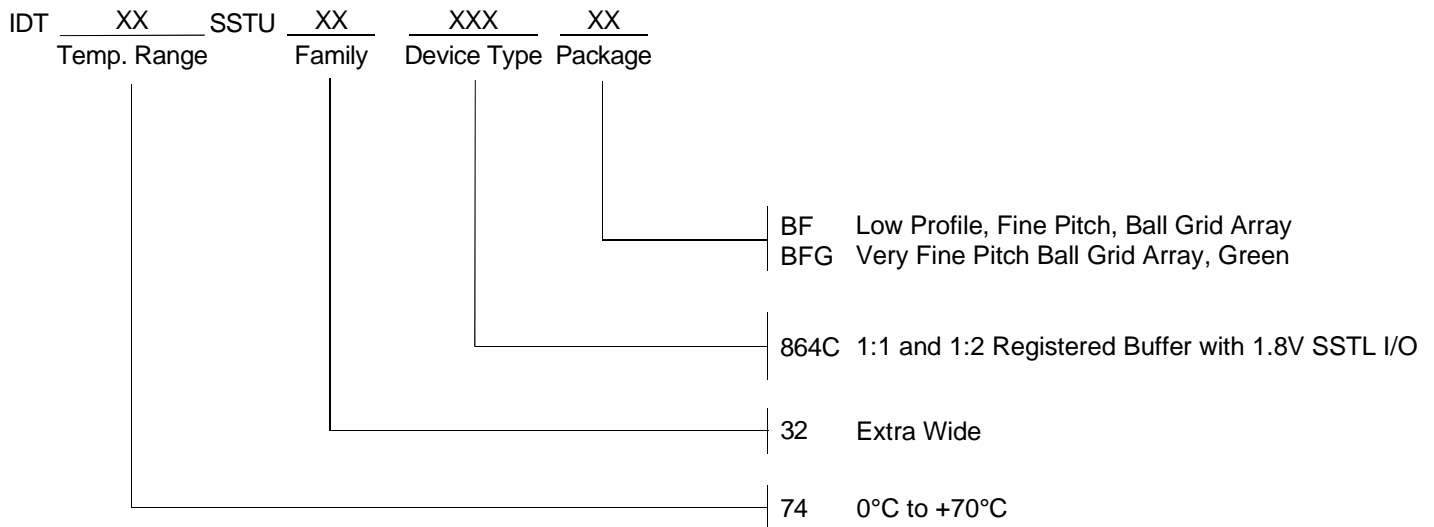 IDT XX SSTU XX XXX XX
Temp. Range Family Device Type Package
BF Low Profile, Fine Pitch, Ball Grid Array
BFG Very Fine Pitch Ball Grid Array, Green
864C 1:1 and 1:2 Registered Buffer with 1.8V SSTL I/O
32 Extra Wide
74 0°C to +70°C